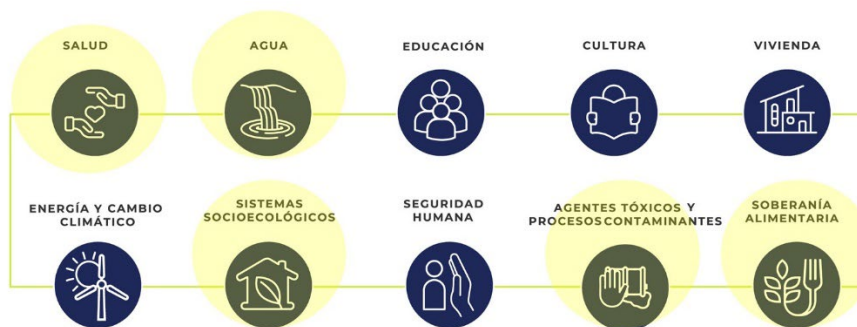 SALUD
AGUA
EDUCACIÓN
CULTURA
VIVIENDA
ENERGÍA Y CAMBIO
CLIMÁTICO
SISTEMAS
SOCIOECOLÓGICOS
SEGURIDAD
HUMANA
AGENTES TÓXICOS Y
PROCESOS CONTAMINANTES
SOBERANÍA
ALIMENTARIA